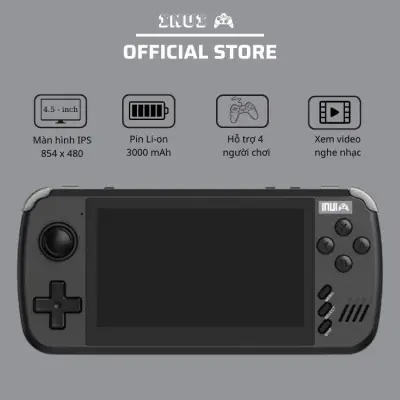 INUI
OFFICIAL STORE
4.5 - inch
Màn hình IPS
854 x 480
Pin Li-on
3000 mAh
Hỗ trợ 4
người chơi
Xem video
nghe nhạc
INUI